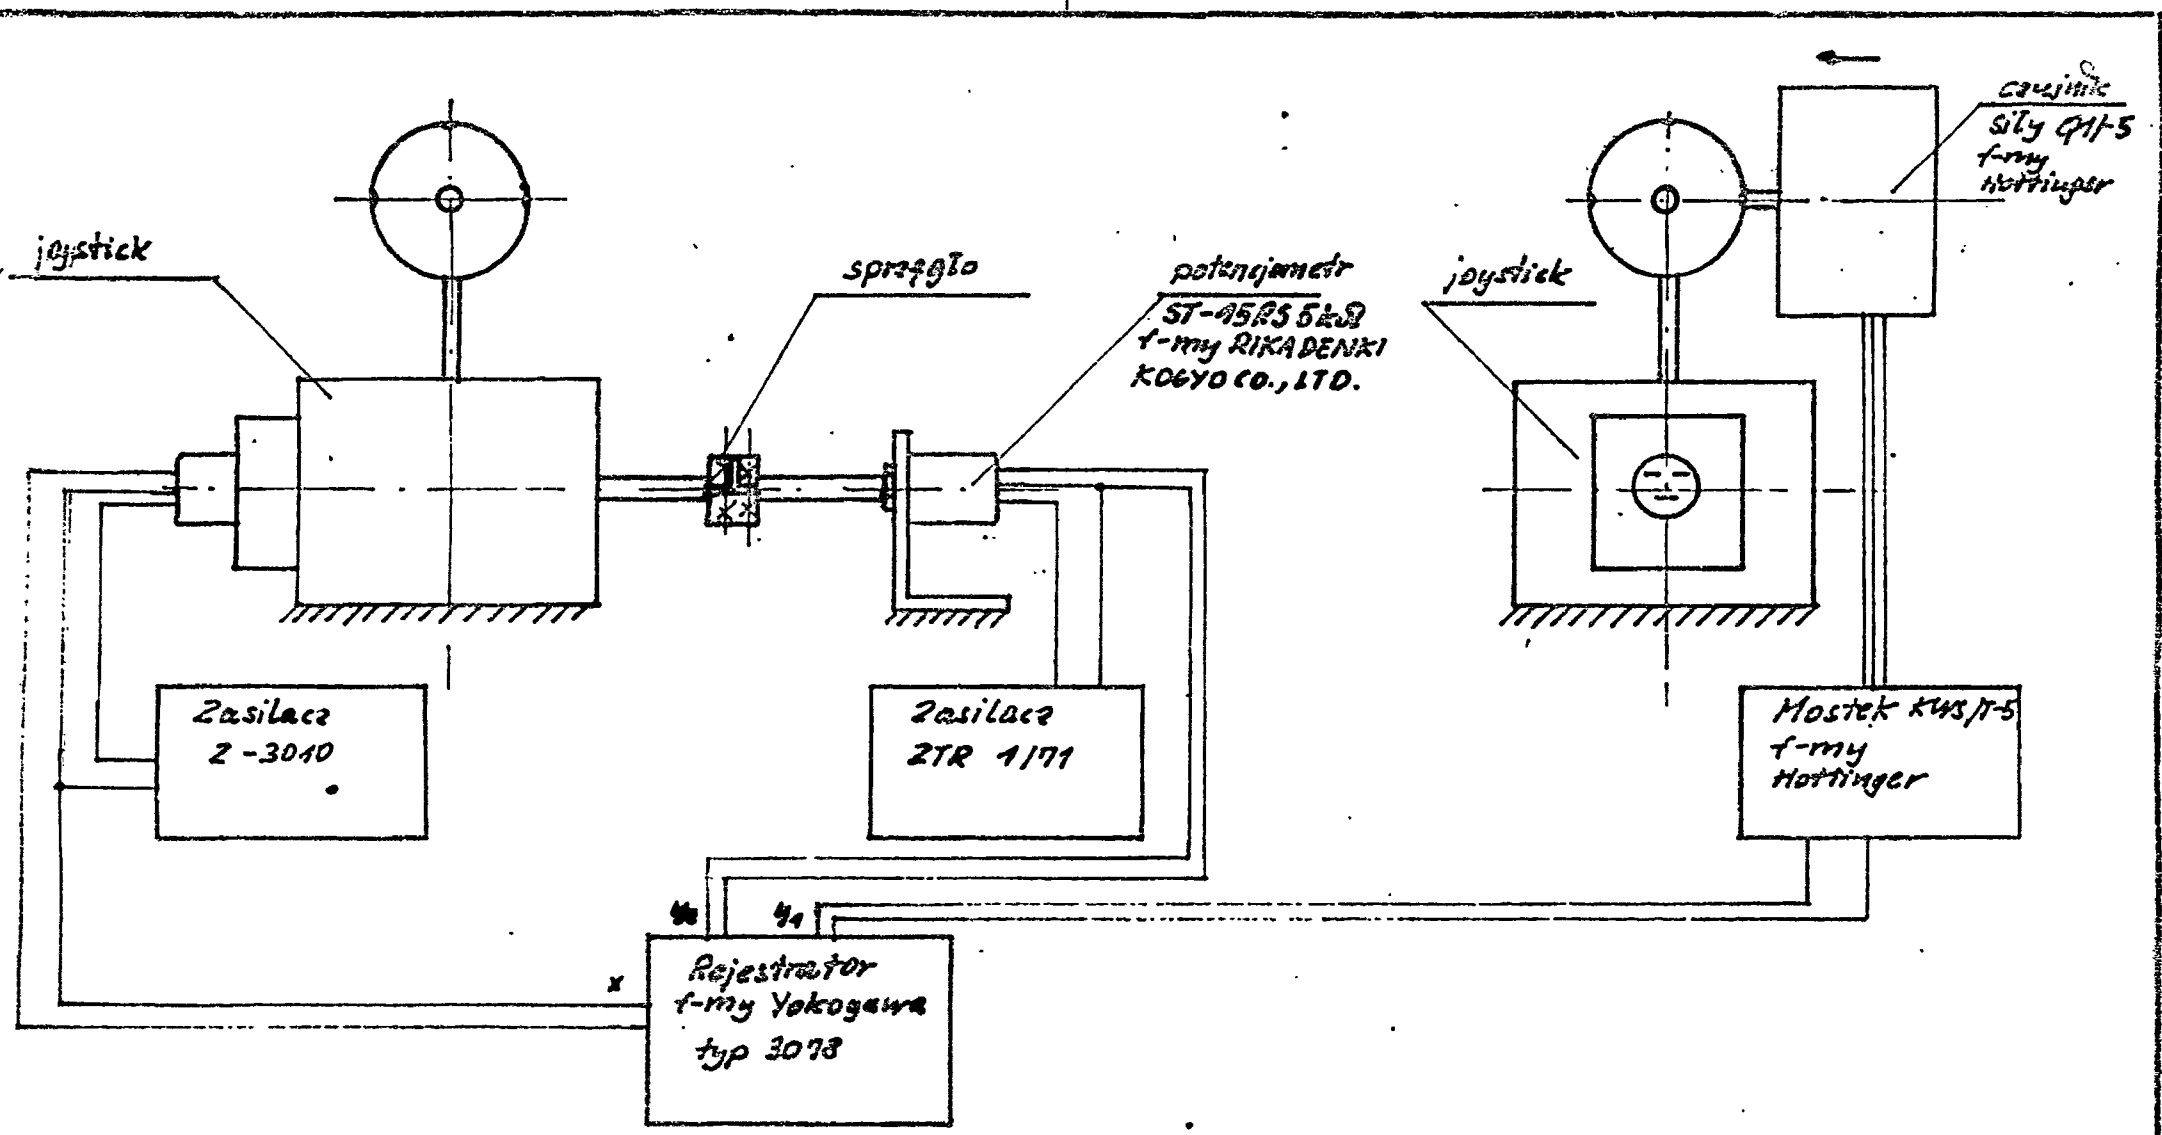 joystick
sprzęgło
potencjometr
ST-45RS 5kΩ
f-my RIKADENKI
KOGYO CO., LTD.
joystick
czujnik
siły Q11-5
f-my
Hottinger
Zasilacz
Z-3010
Zasilacz
ZTR 1/71
Mostek KWS/T-5
f-my
Hottinger
y2
y1
x
Rejestrator
f-my Yokogawa
typ 3078